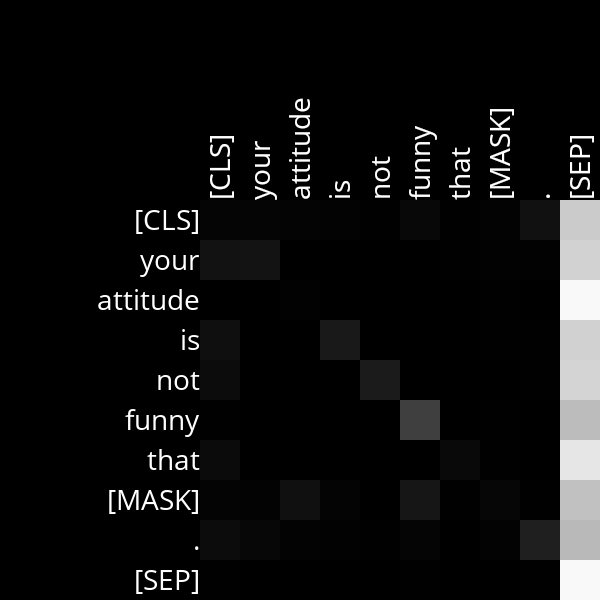 [CLS]
your
attitude
is
not
funny
that
[MASK]
.
[SEP]
[CLS]
your
attitude
is
not
funny
that
[MASK]
.
[SEP]